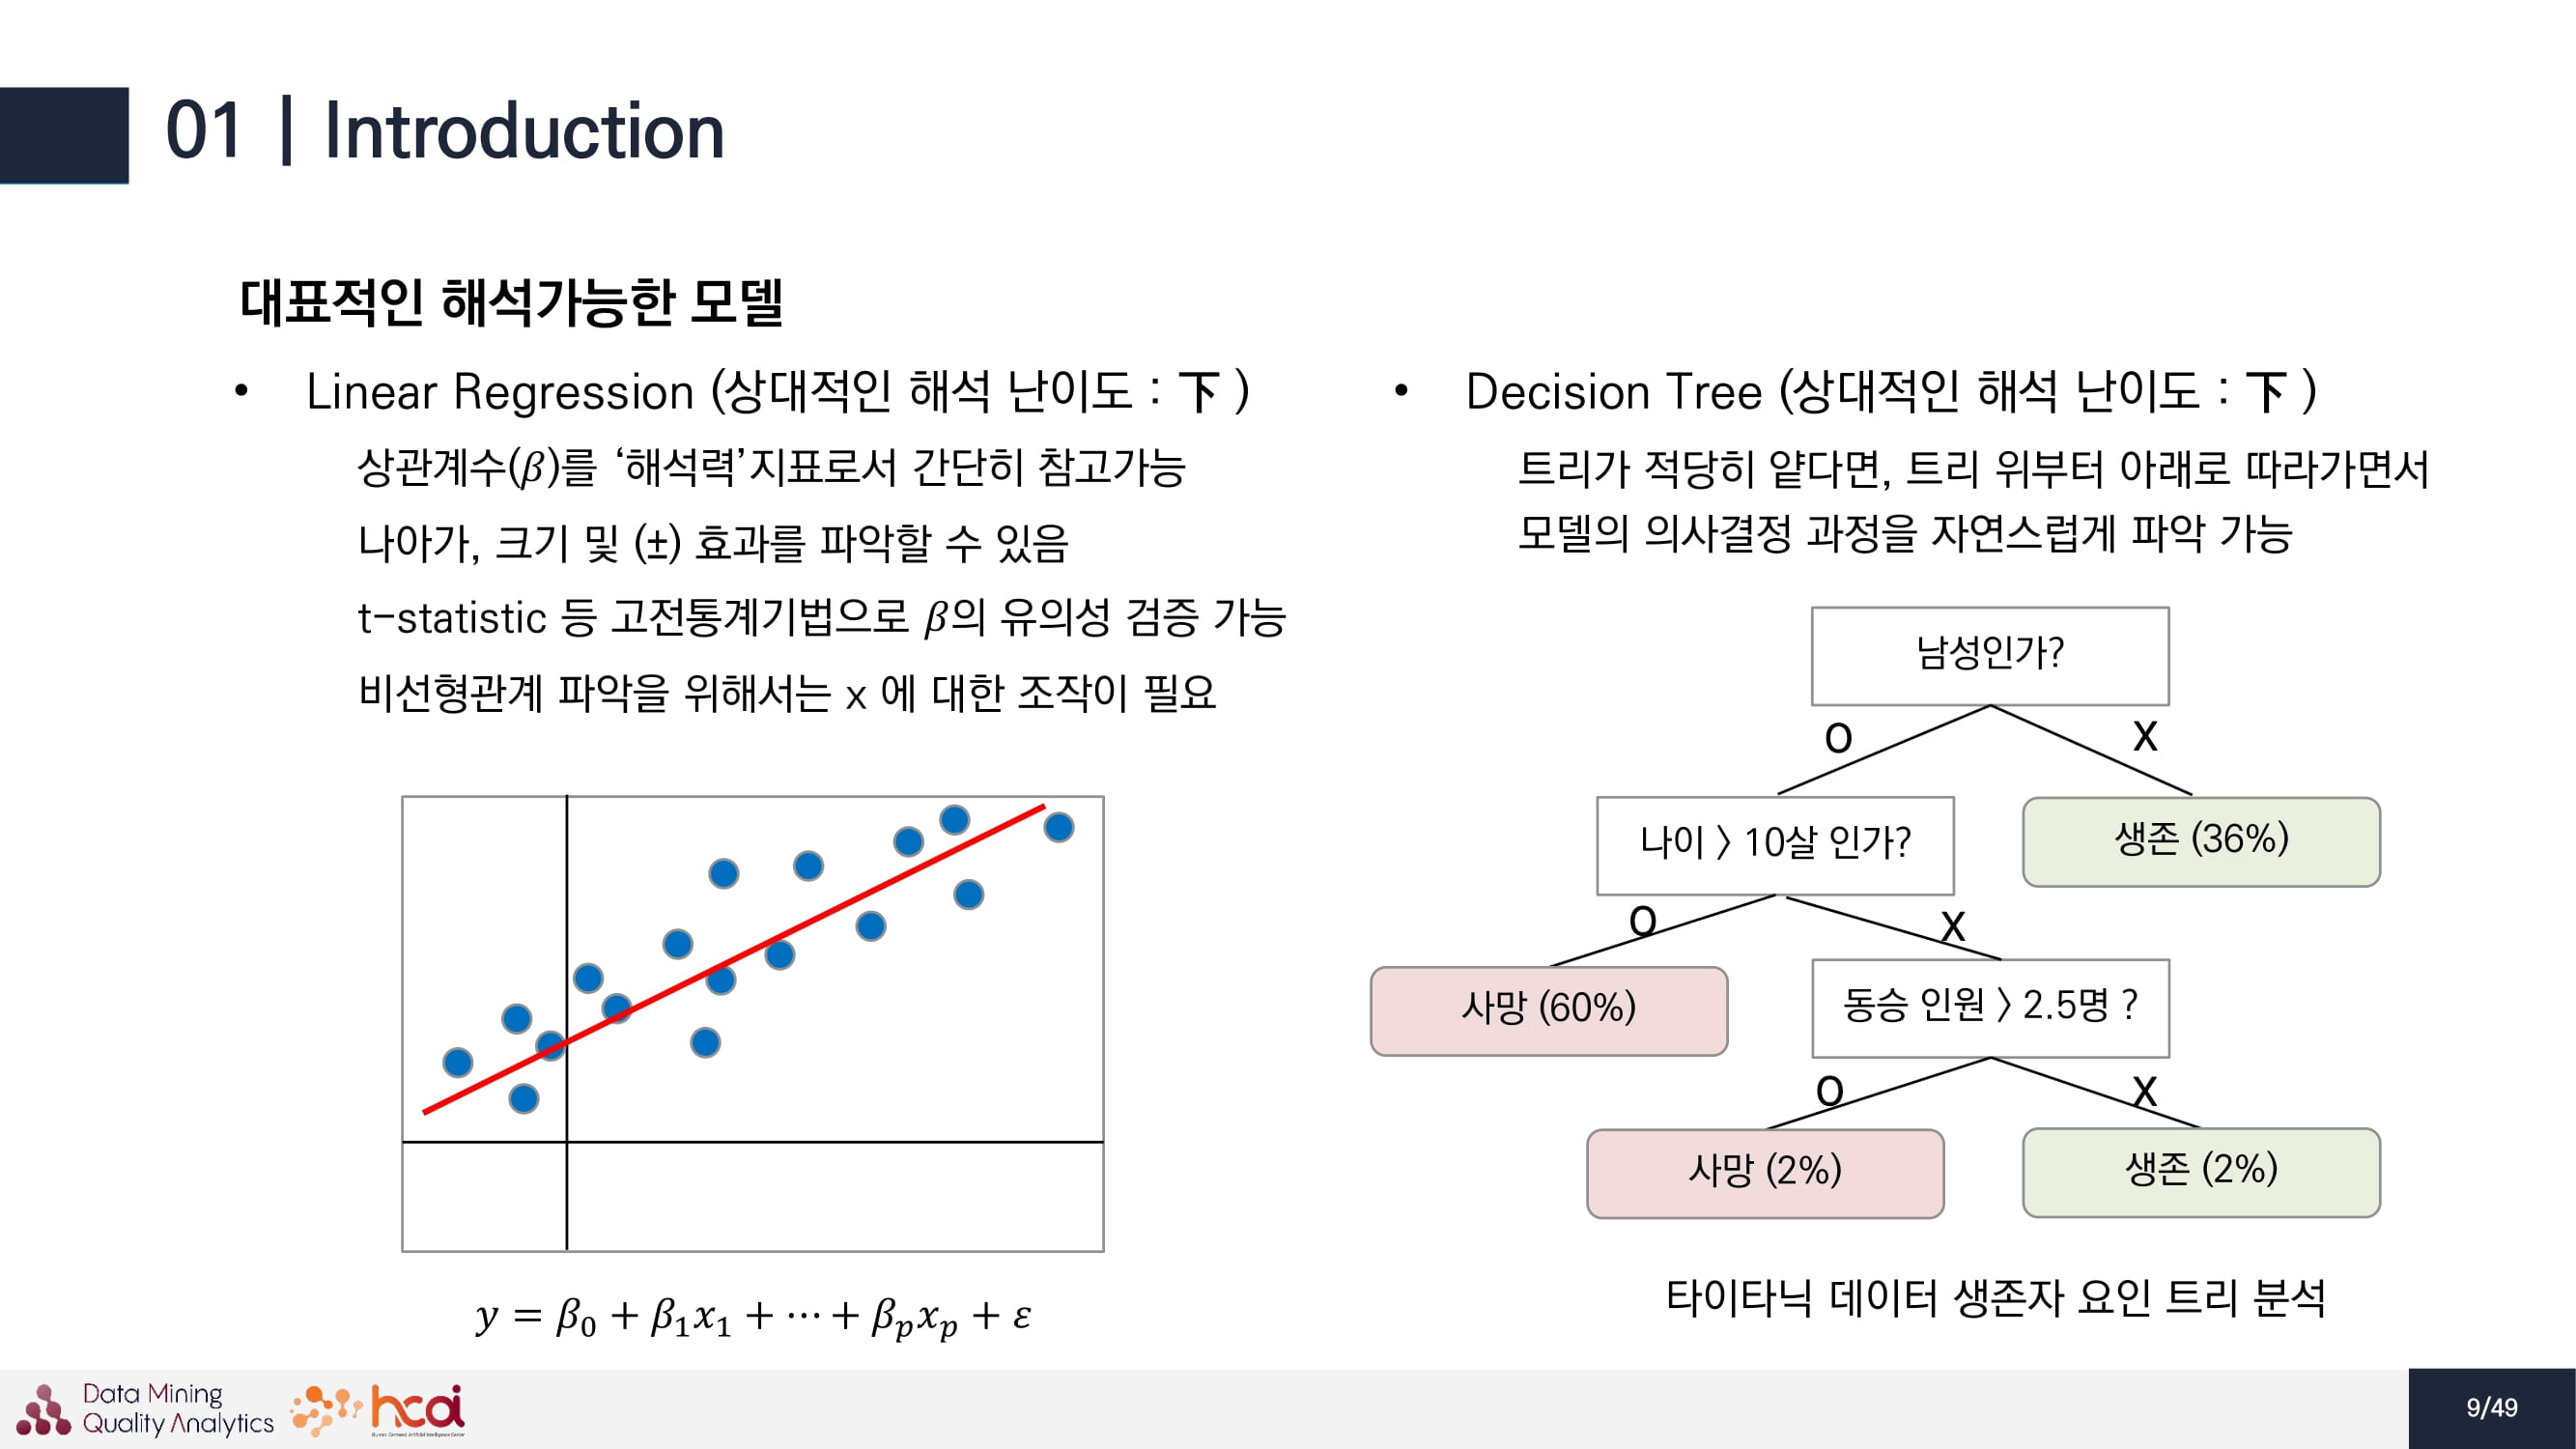 01 | Introduction
대표적인 해석가능한 모델
• Linear Regression (상대적인 해석 난이도 : 下 )
상관계수(β)를 ‘해석력’지표로서 간단히 참고가능
나아가, 크기 및 (±) 효과를 파악할 수 있음
t-statistic 등 고전통계기법으로 β의 유의성 검증 가능
비선형관계 파악을 위해서는 x 에 대한 조작이 필요
y = β₀ + β₁x₁ + ⋯ + βₚxₚ + ε
• Decision Tree (상대적인 해석 난이도 : 下 )
트리가 적당히 얕다면, 트리 위부터 아래로 따라가면서
모델의 의사결정 과정을 자연스럽게 파악 가능
남성인가?
O
X
나이 > 10살 인가?
생존 (36%)
O
X
사망 (60%)
동승 인원 > 2.5명 ?
O
X
사망 (2%)
생존 (2%)
타이타닉 데이터 생존자 요인 트리 분석
Data Mining
Quality Analytics
hcai
Human Centered Artificial Intelligence Center
9/49